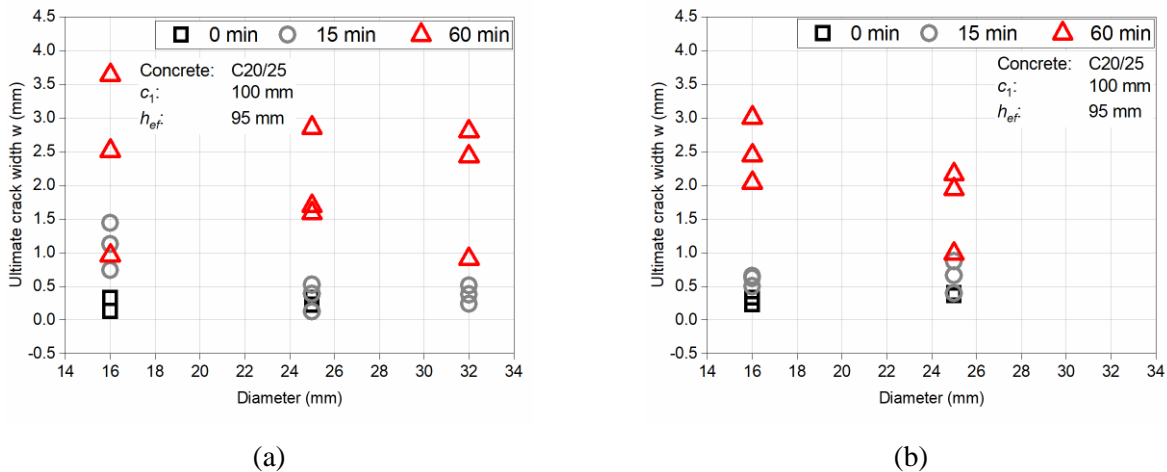 4.5
4.0
3.5
3.0
2.5
2.0
1.5
1.0
0.5
0.0
-0.5
Ultimate crack width w (mm)
0 min 15 min 60 min
Concrete: C20/25
c1: 100 mm
hef: 95 mm
14 16 18 20 22 24 26 28 30 32 34
Diameter (mm)
(a)
4.5
4.0
3.5
3.0
2.5
2.0
1.5
1.0
0.5
0.0
-0.5
Ultimate crack width w (mm)
0 min 15 min 60 min
Concrete: C20/25
c1: 100 mm
hef: 95 mm
14 16 18 20 22 24 26 28 30 32 34
Diameter (mm)
(b)